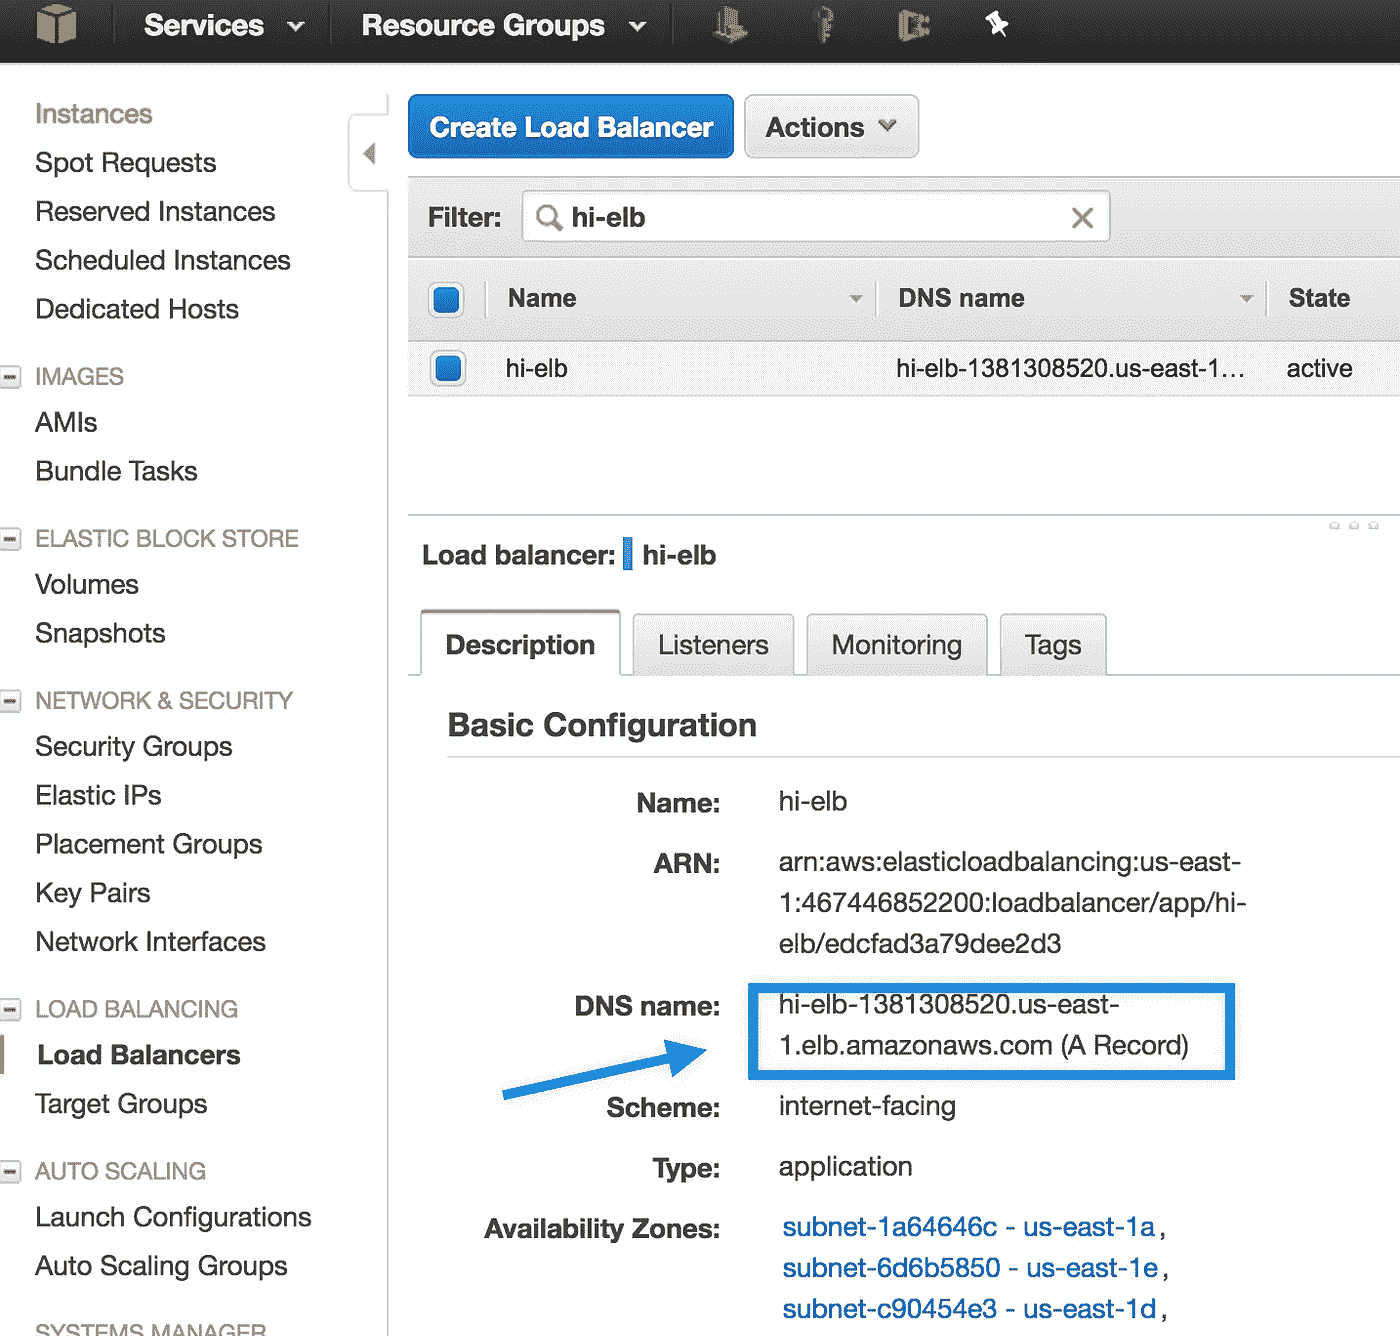 Services
Resource Groups
Instances
Spot Requests
Reserved Instances
Scheduled Instances
Dedicated Hosts
IMAGES
AMIs
Bundle Tasks
ELASTIC BLOCK STORE
Volumes
Snapshots
NETWORK & SECURITY
Security Groups
Elastic IPs
Placement Groups
Key Pairs
Network Interfaces
LOAD BALANCING
Load Balancers
Target Groups
AUTO SCALING
Launch Configurations
Auto Scaling Groups
SYSTEMS MANAGER
Create Load Balancer
Actions
Filter: hi-elb
Name DNS name State
hi-elb hi-elb-1381308520.us-east-1... active
Load balancer: hi-elb
Description Listeners Monitoring Tags
Basic Configuration
Name: hi-elb
ARN: arn:aws:elasticloadbalancing:us-east-
1:467446852200:loadbalancer/app/hi-
elb/edcfad3a79dee2d3
DNS name: hi-elb-1381308520.us-east-
1.elb.amazonaws.com (A Record)
Scheme: internet-facing
Type: application
Availability Zones: subnet-1a64646c - us-east-1a,
subnet-6d6b5850 - us-east-1e,
subnet-c90454e3 - us-east-1d,